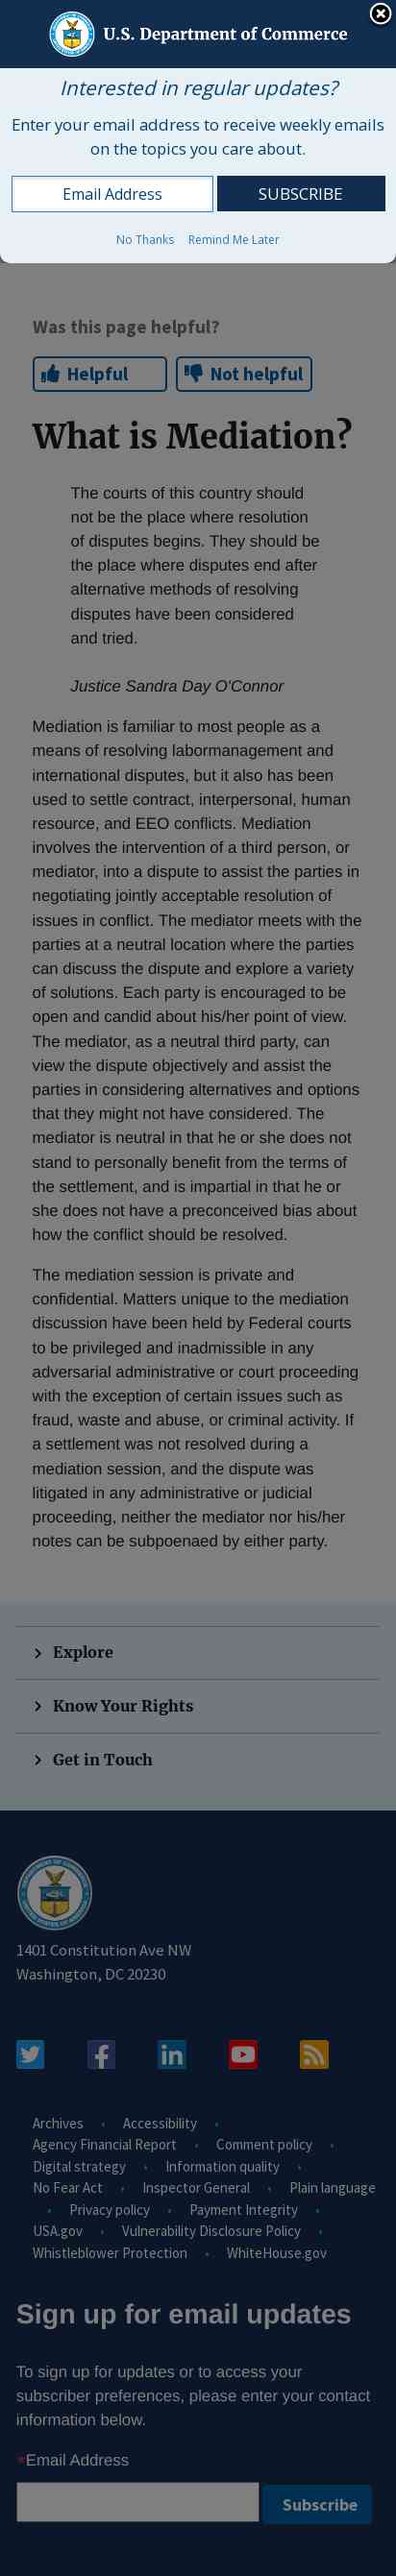 U.S. Department of Commerce
Interested in regular updates?
Enter your email address to receive weekly emails
on the topics you care about.
Email Address
SUBSCRIBE
No Thanks
Remind Me Later
Was this page helpful?
Helpful
Not helpful
What is Mediation?
The courts of this country should
not be the place where resolution
of disputes begins. They should be
the place where disputes end after
alternative methods of resolving
disputes have been considered
and tried.
Justice Sandra Day O'Connor
Mediation is familiar to most people as a
means of resolving labormanagement and
international disputes, but it also has been
used to settle contract, interpersonal, human
resource, and EEO conflicts. Mediation
involves the intervention of a third person, or
mediator, into a dispute to assist the parties in
negotiating jointly acceptable resolution of
issues in conflict. The mediator meets with the
parties at a neutral location where the parties
can discuss the dispute and explore a variety
of solutions. Each party is encouraged to be
open and candid about his/her point of view.
The mediator, as a neutral third party, can
view the dispute objectively and assist the
parties in considering alternatives and options
that they might not have considered. The
mediator is neutral in that he or she does not
stand to personally benefit from the terms of
the settlement, and is impartial in that he or
she does not have a preconceived bias about
how the conflict should be resolved.
The mediation session is private and
confidential. Matters unique to the mediation
discussion have been held by Federal courts
to be privileged and inadmissible in any
adversarial administrative or court proceeding
with the exception of certain issues such as
fraud, waste and abuse, or criminal activity. If
a settlement was not resolved during a
mediation session, and the dispute was
litigated in any administrative or judicial
proceeding, neither the mediator nor his/her
notes can be subpoenaed by either party.
Explore
Know Your Rights
Get in Touch
1401 Constitution Ave NW
Washington, DC 20230
Archives • Accessibility •
Agency Financial Report • Comment policy •
Digital strategy • Information quality •
No Fear Act • Inspector General • Plain language
• Privacy policy • Payment Integrity •
USA.gov • Vulnerability Disclosure Policy •
Whistleblower Protection • WhiteHouse.gov
Sign up for email updates
To sign up for updates or to access your
subscriber preferences, please enter your contact
information below.
*Email Address
Subscribe